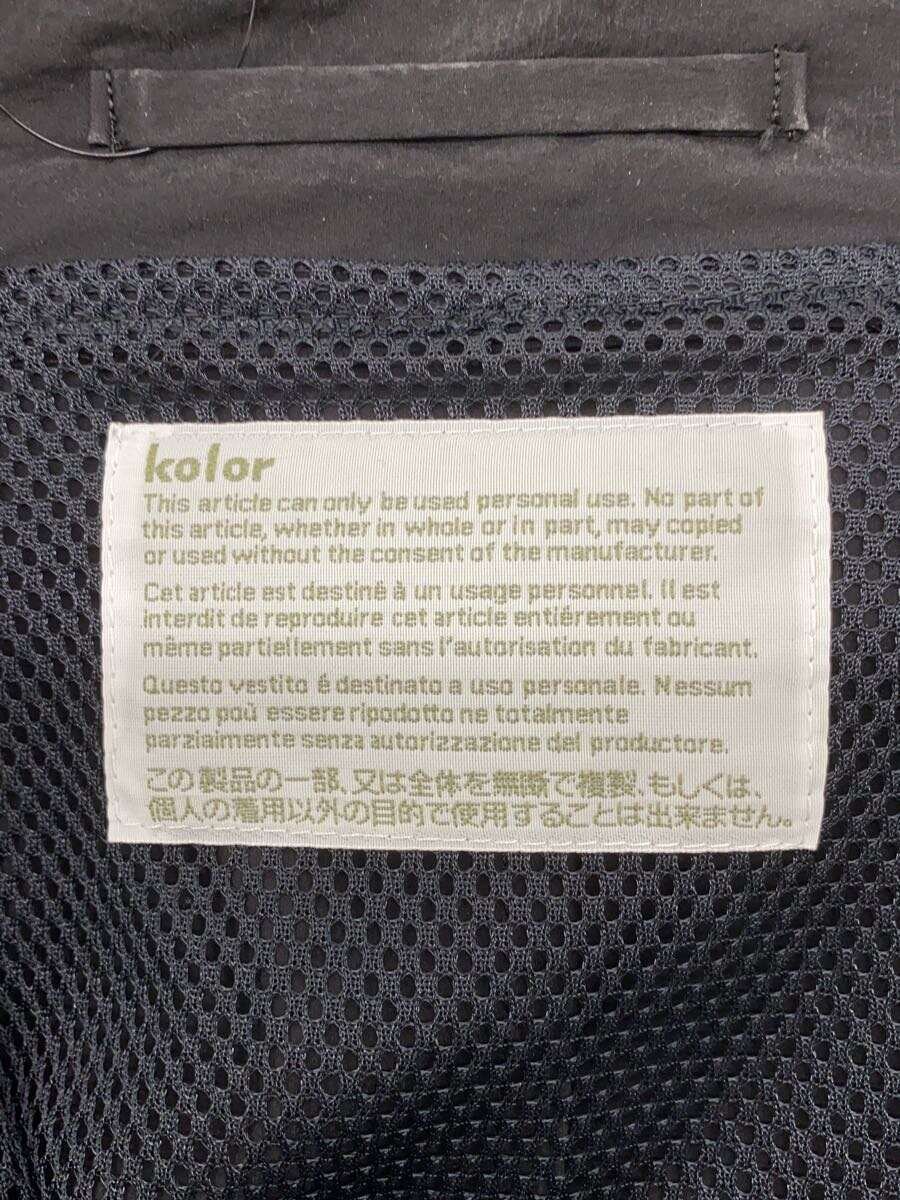 kolor
This article can only be used personal use. No part of
this article, whether in whole or in part, may copied
or used without the consent of the manufacturer.
Cet article est destiné à un usage personnel. Il est
interdit de reproduire cet article entiérement ou
même partiellement sans l'autorisation du fabricant.
Questo vestito é destinato a uso personale. Nessum
pezzo poù essere ripodotto ne totalmente
parziaimente senza autorizzazione del productore.
この製品の一部、又は全体を無断で複製、もしくは、
個人の着用以外の目的で使用することは出来ません。